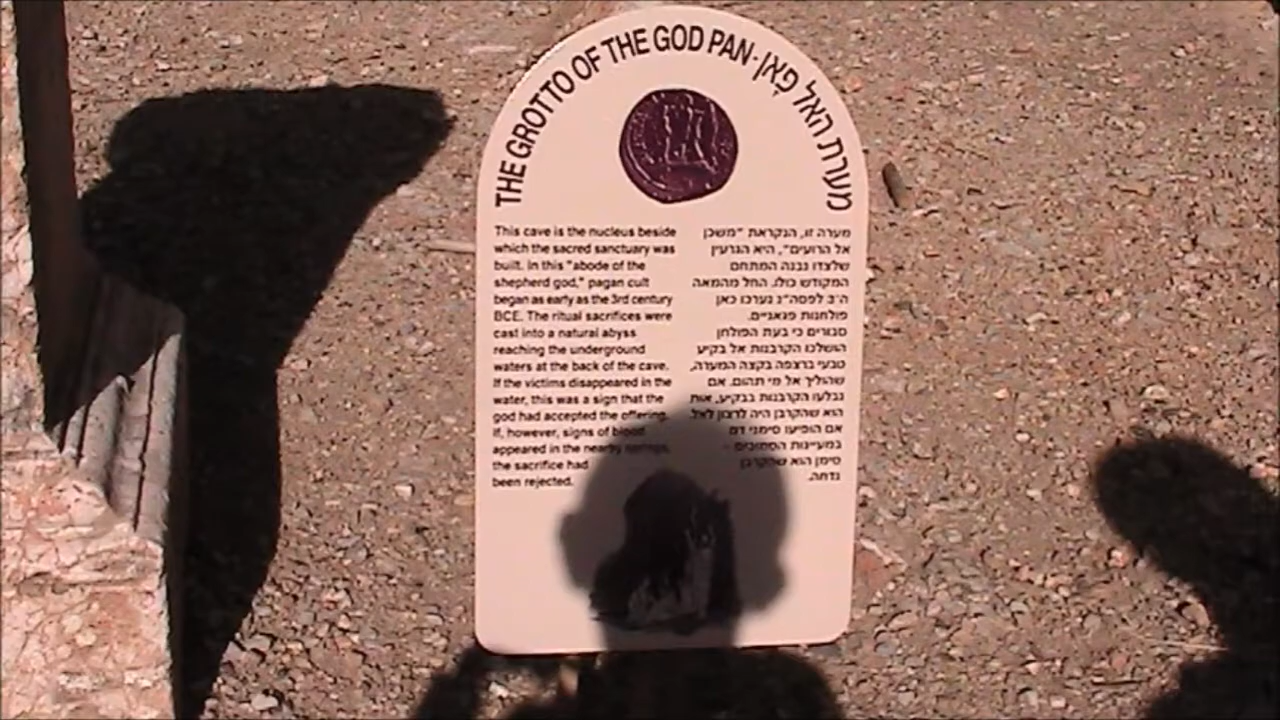 THE GROTTO OF THE GOD PAN · מערת האל פָּאן
This cave is the nucleus beside
which the sacred sanctuary was
built. In this "abode of the
shepherd god," pagan cult
began as early as the 3rd century
BCE. The ritual sacrifices were
cast into a natural abyss
reaching the underground
waters at the back of the cave.
If the victims disappeared in the
water, this was a sign that the
god had accepted the offering.
If, however, signs of blood
appeared in the nearby springs,
the sacrifice had
been rejected.
מערה זו, הנקראת "משכן
אל הרועים", היא הגרעין
שלצדו נבנה המתחם
המקודש כולו. החל מהמאה
ה־3 לפסה"נ נערכו כאן
פולחנות פגאניים.
סבורים כי בעת הפולחן
הושלכו הקרבנות אל בקיע
טבעי ברצפה בקצה המערה,
שהוליך אל מי תהום. אם
נבלעו הקרבנות בבקיע, אות
הוא שהקרבן היה לרצון לאל.
אם הופיעו סימני דם
במעיינות הסמוכים -
סימן הוא שהקרבן
נדחה.